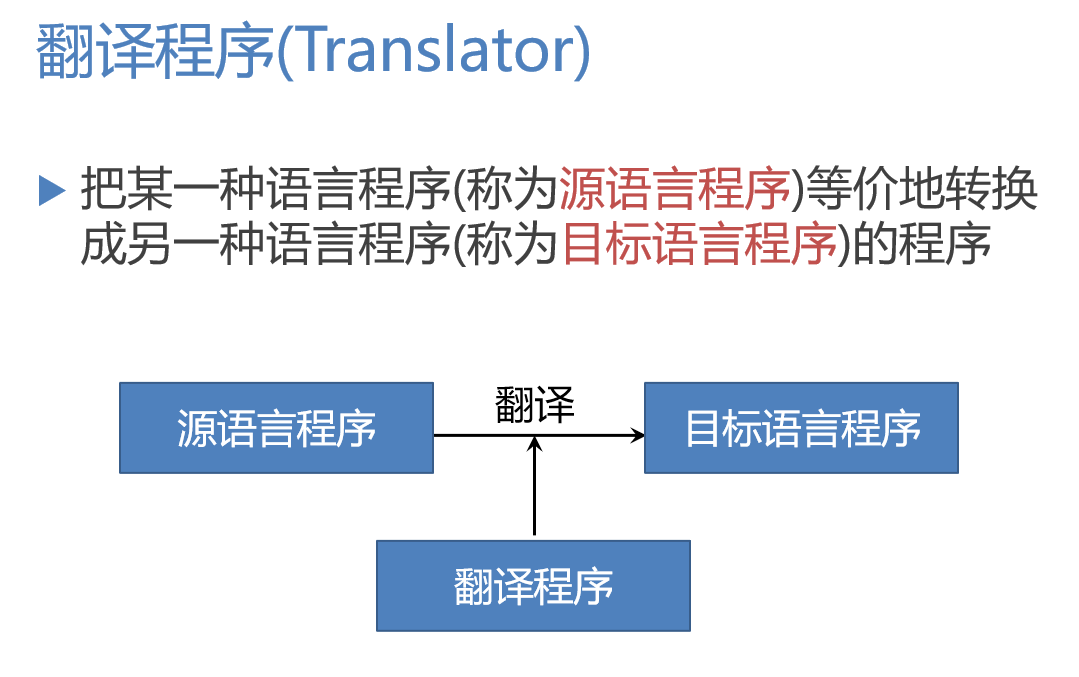 翻译程序(Translator)
把某一种语言程序(称为源语言程序)等价地转换
成另一种语言程序(称为目标语言程序)的程序
翻译
源语言程序
目标语言程序
翻译程序